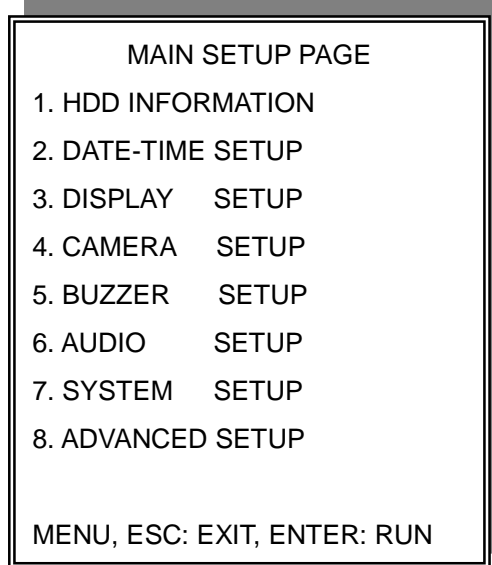 MAIN SETUP PAGE
1. HDD INFORMATION
2. DATE-TIME SETUP
3. DISPLAY SETUP
4. CAMERA SETUP
5. BUZZER SETUP
6. AUDIO SETUP
7. SYSTEM SETUP
8. ADVANCED SETUP
MENU, ESC: EXIT, ENTER: RUN